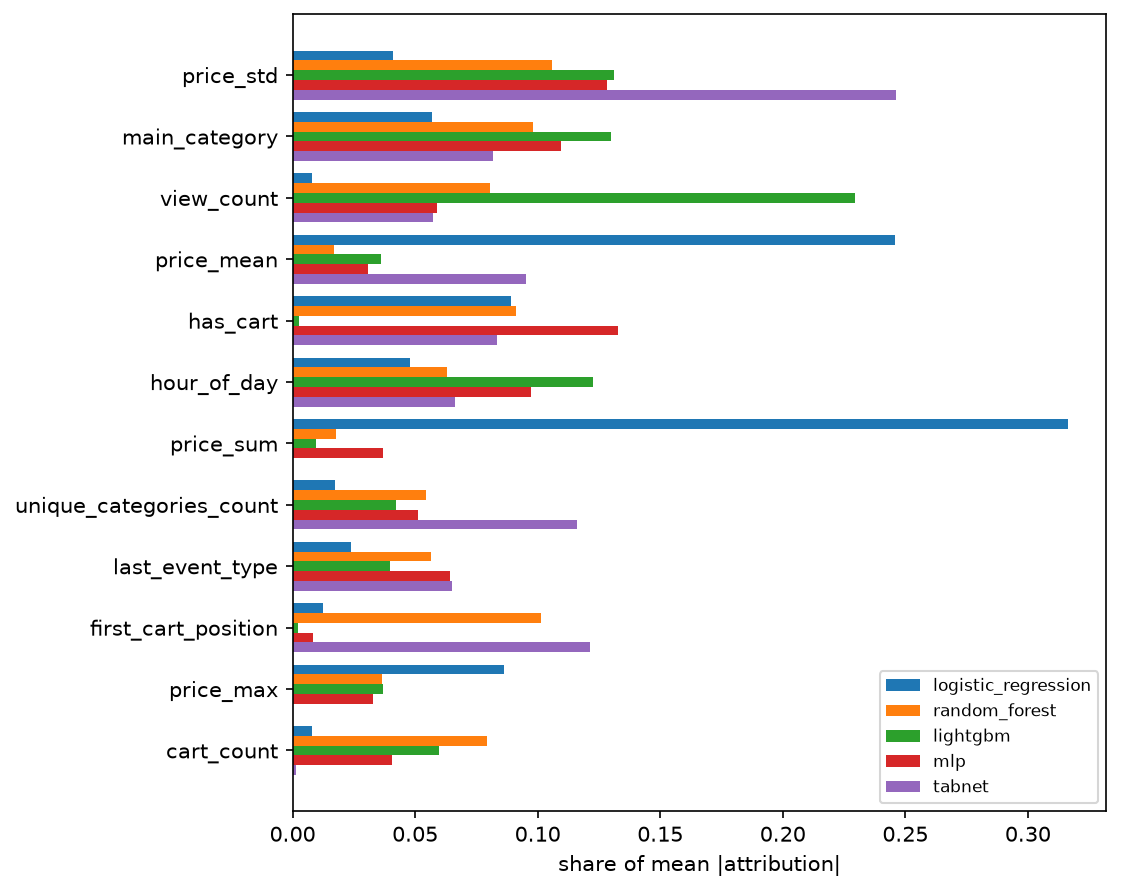 price_std
main_category
view_count
price_mean
has_cart
hour_of_day
price_sum
unique_categories_count
last_event_type
first_cart_position
price_max
cart_count
logistic_regression
random_forest
lightgbm
mlp
tabnet
0.00 0.05 0.10 0.15 0.20 0.25 0.30
share of mean |attribution|